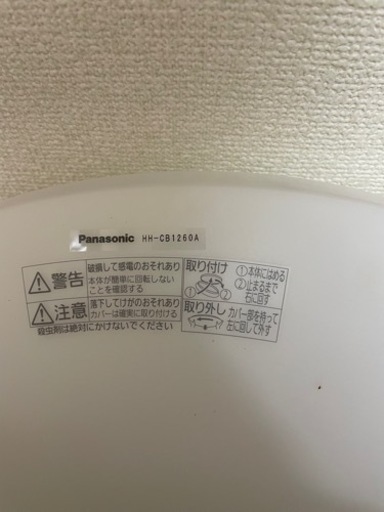 Panasonic HH-CB1260A
警告
破損して感電のおそれあり
本体が簡単に回転しない
ことを確認する
注意
落下してけがのおそれあり
カバーは確実に取り付ける
殺虫剤は絶対にかけないでください
取り付け
①本体にはめる
②止まるまで
右に回す
① ②
取り外し
カバー部を持って
左に回して外す